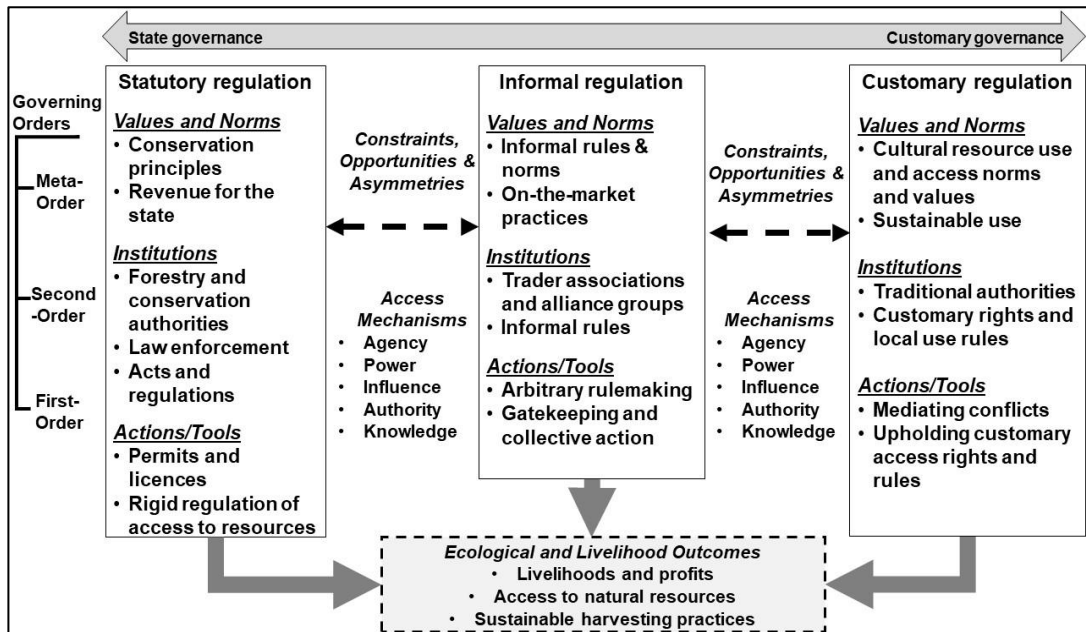 State governance
Customary governance
Governing
Orders
Meta-
Order
Second
-Order
First-
Order
Statutory regulation
Values and Norms
• Conservation
principles
• Revenue for the
state
Institutions
• Forestry and
conservation
authorities
• Law enforcement
• Acts and
regulations
Actions/Tools
• Permits and
licences
• Rigid regulation of
access to resources
Constraints,
Opportunities &
Asymmetries
Access
Mechanisms
• Agency
• Power
• Influence
• Authority
• Knowledge
Informal regulation
Values and Norms
• Informal rules &
norms
• On-the-market
practices
Institutions
• Trader associations
and alliance groups
• Informal rules
Actions/Tools
• Arbitrary rulemaking
• Gatekeeping and
collective action
Constraints,
Opportunities &
Asymmetries
Access
Mechanisms
• Agency
• Power
• Influence
• Authority
• Knowledge
Customary regulation
Values and Norms
• Cultural resource use
and access norms
and values
• Sustainable use
Institutions
• Traditional authorities
• Customary rights and
local use rules
Actions/Tools
• Mediating conflicts
• Upholding customary
access rights and
rules
Ecological and Livelihood Outcomes
• Livelihoods and profits
• Access to natural resources
• Sustainable harvesting practices